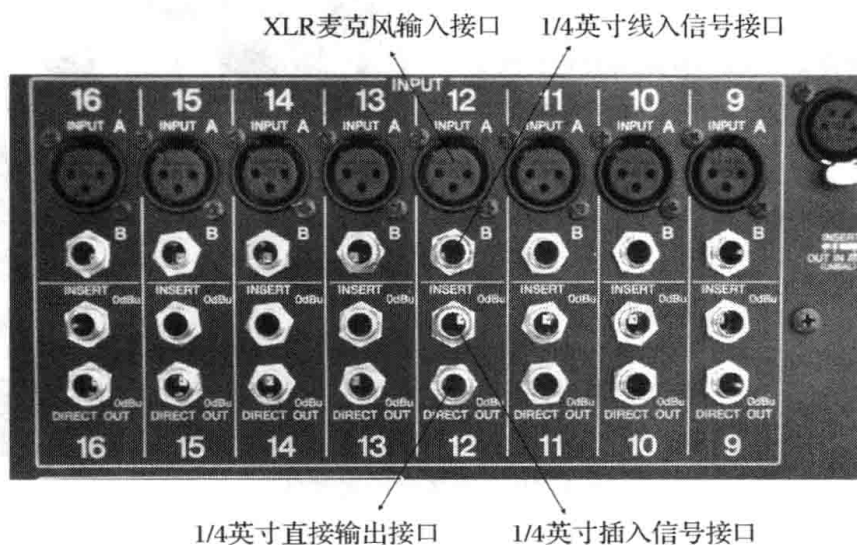 XLR麦克风输入接口 1/4英寸线入信号接口
INPUT
16 15 14 13 12 11 10 9
INPUT A INPUT A INPUT A INPUT A INPUT A INPUT A INPUT A INPUT A
B B B B B B B B
INSERT INSERT INSERT INSERT INSERT INSERT INSERT INSERT
0dBu 0dBu 0dBu 0dBu 0dBu 0dBu 0dBu 0dBu
INSERT
OUT IN
0dBu 0dBu 0dBu 0dBu 0dBu 0dBu 0dBu 0dBu
DIRECT OUT DIRECT OUT DIRECT OUT DIRECT OUT DIRECT OUT DIRECT OUT DIRECT OUT DIRECT OUT
16 15 14 13 12 11 10 9
1/4英寸直接输出接口 1/4英寸插入信号接口